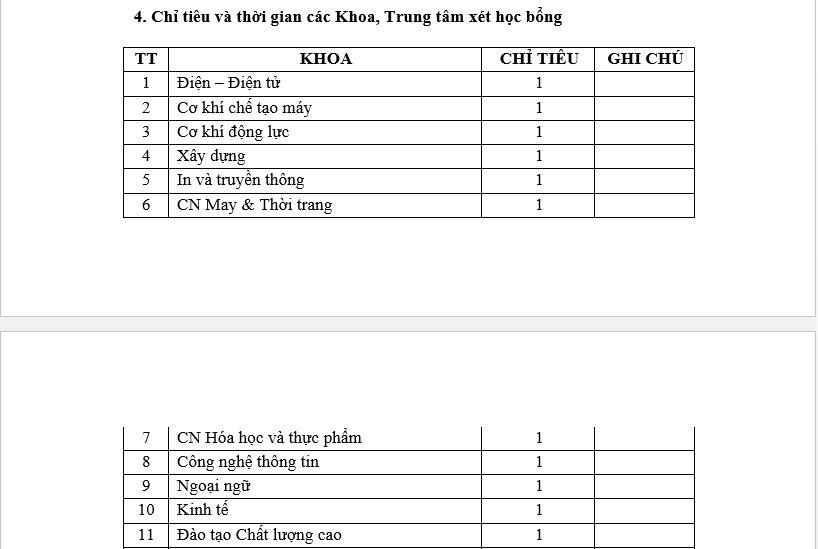 4. Chỉ tiêu và thời gian các Khoa, Trung tâm xét học bổng
TT KHOA CHỈ TIÊU GHI CHÚ
1 Điện – Điện tử 1
2 Cơ khí chế tạo máy 1
3 Cơ khí động lực 1
4 Xây dựng 1
5 In và truyền thông 1
6 CN May & Thời trang 1
7 CN Hóa học và thực phẩm 1
8 Công nghệ thông tin 1
9 Ngoại ngữ 1
10 Kinh tế 1
11 Đào tạo Chất lượng cao 1